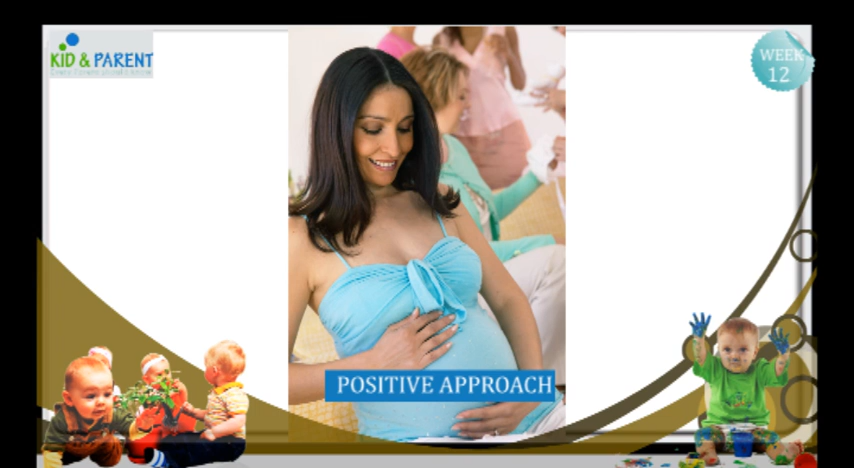 KID & PARENT
WEEK
12
POSITIVE APPROACH